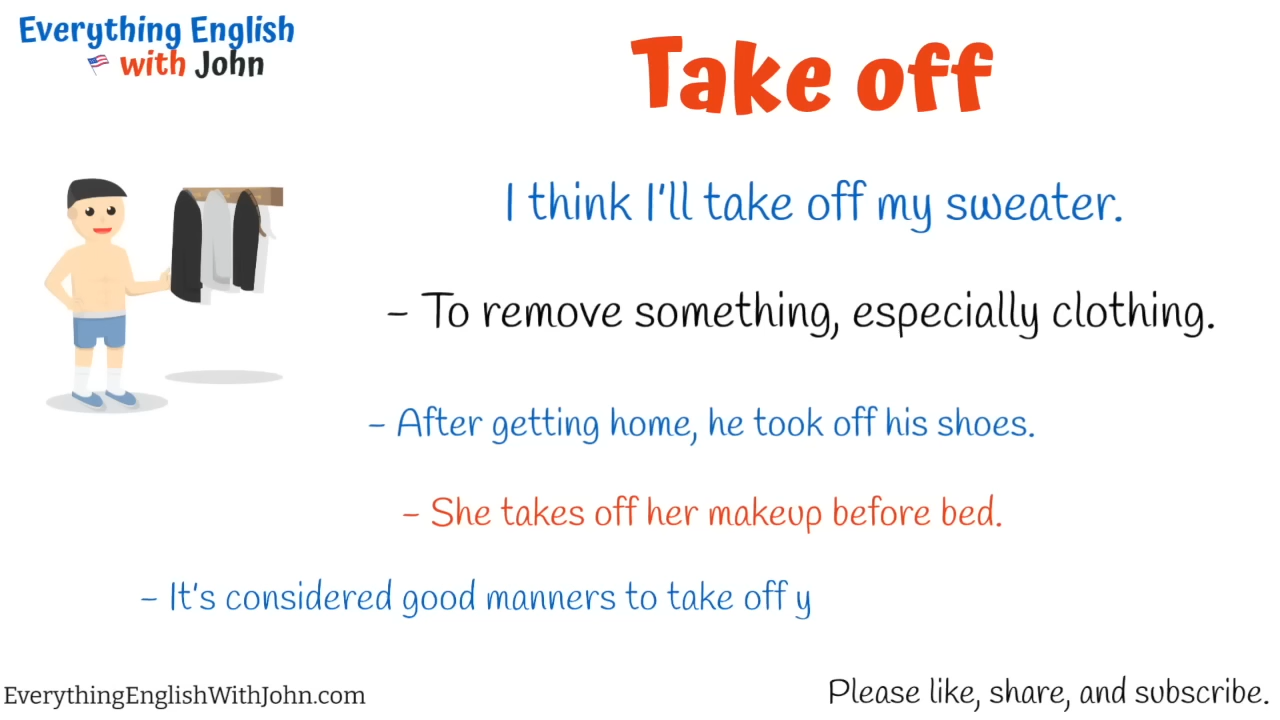 Everything English
with John
Take off
I think I'll take off my sweater.
- To remove something, especially clothing.
- After getting home, he took off his shoes.
- She takes off her makeup before bed.
- It's considered good manners to take off y
EverythingEnglishWithJohn.com
Please like, share, and subscribe.